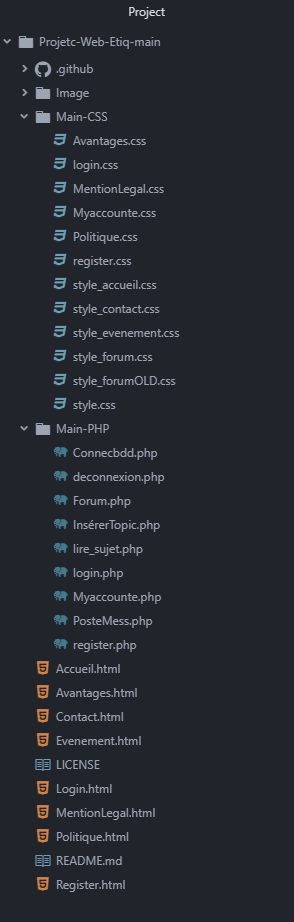 Project
Projetc-Web-Etiq-main
.github
Image
Main-CSS
Avantages.css
login.css
MentionLegal.css
Myaccounte.css
Politique.css
register.css
style_accueil.css
style_contact.css
style_evenement.css
style_forum.css
style_forumOLD.css
style.css
Main-PHP
Connecbdd.php
deconnexion.php
Forum.php
InsérerTopic.php
lire_sujet.php
login.php
Myaccounte.php
PosteMess.php
register.php
Accueil.html
Avantages.html
Contact.html
Evenement.html
LICENSE
Login.html
MentionLegal.html
Politique.html
README.md
Register.html